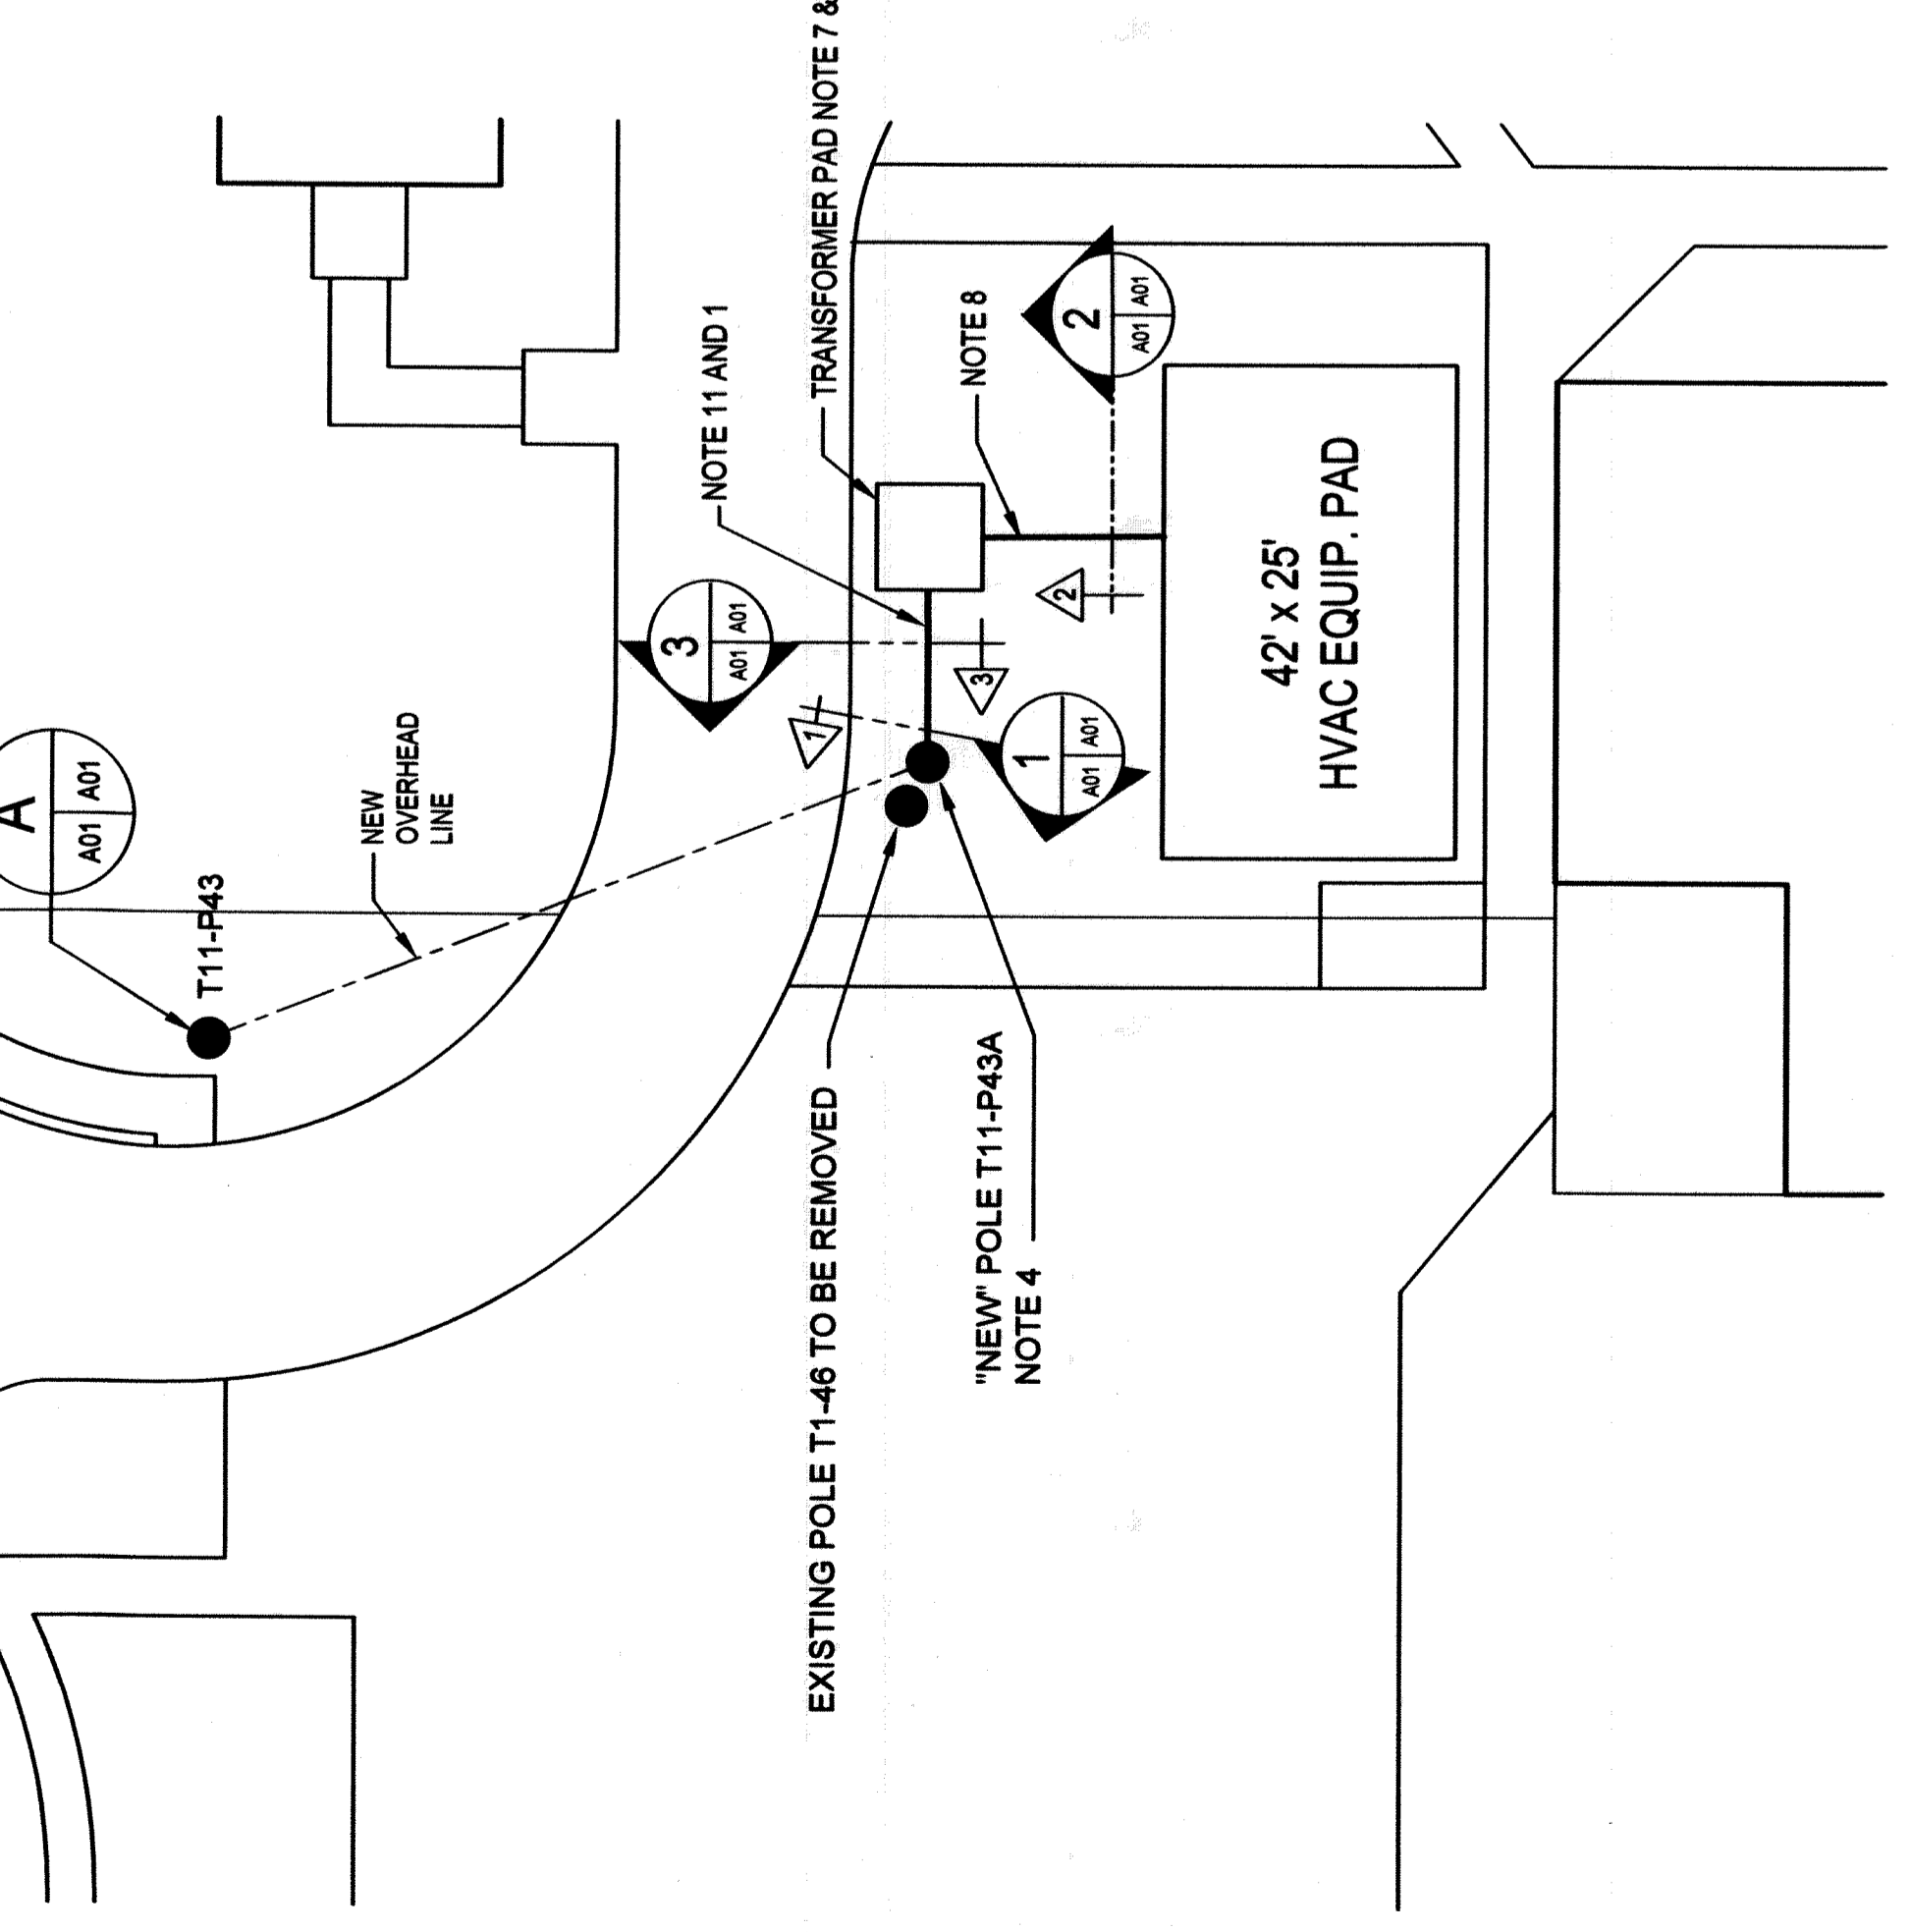 A
A01 A01
T11-P43
NEW
OVERHEAD
LINE
3
A01 A01
NOTE 11 AND 1
TRANSFORMER PAD NOTE 7 &
NOTE 8
2
A01 A01
1
3
2
1
A01 A01
EXISTING POLE T1-46 TO BE REMOVED
"NEW" POLE T11-P43A
NOTE 4
42' x 25'
HVAC EQUIP. PAD